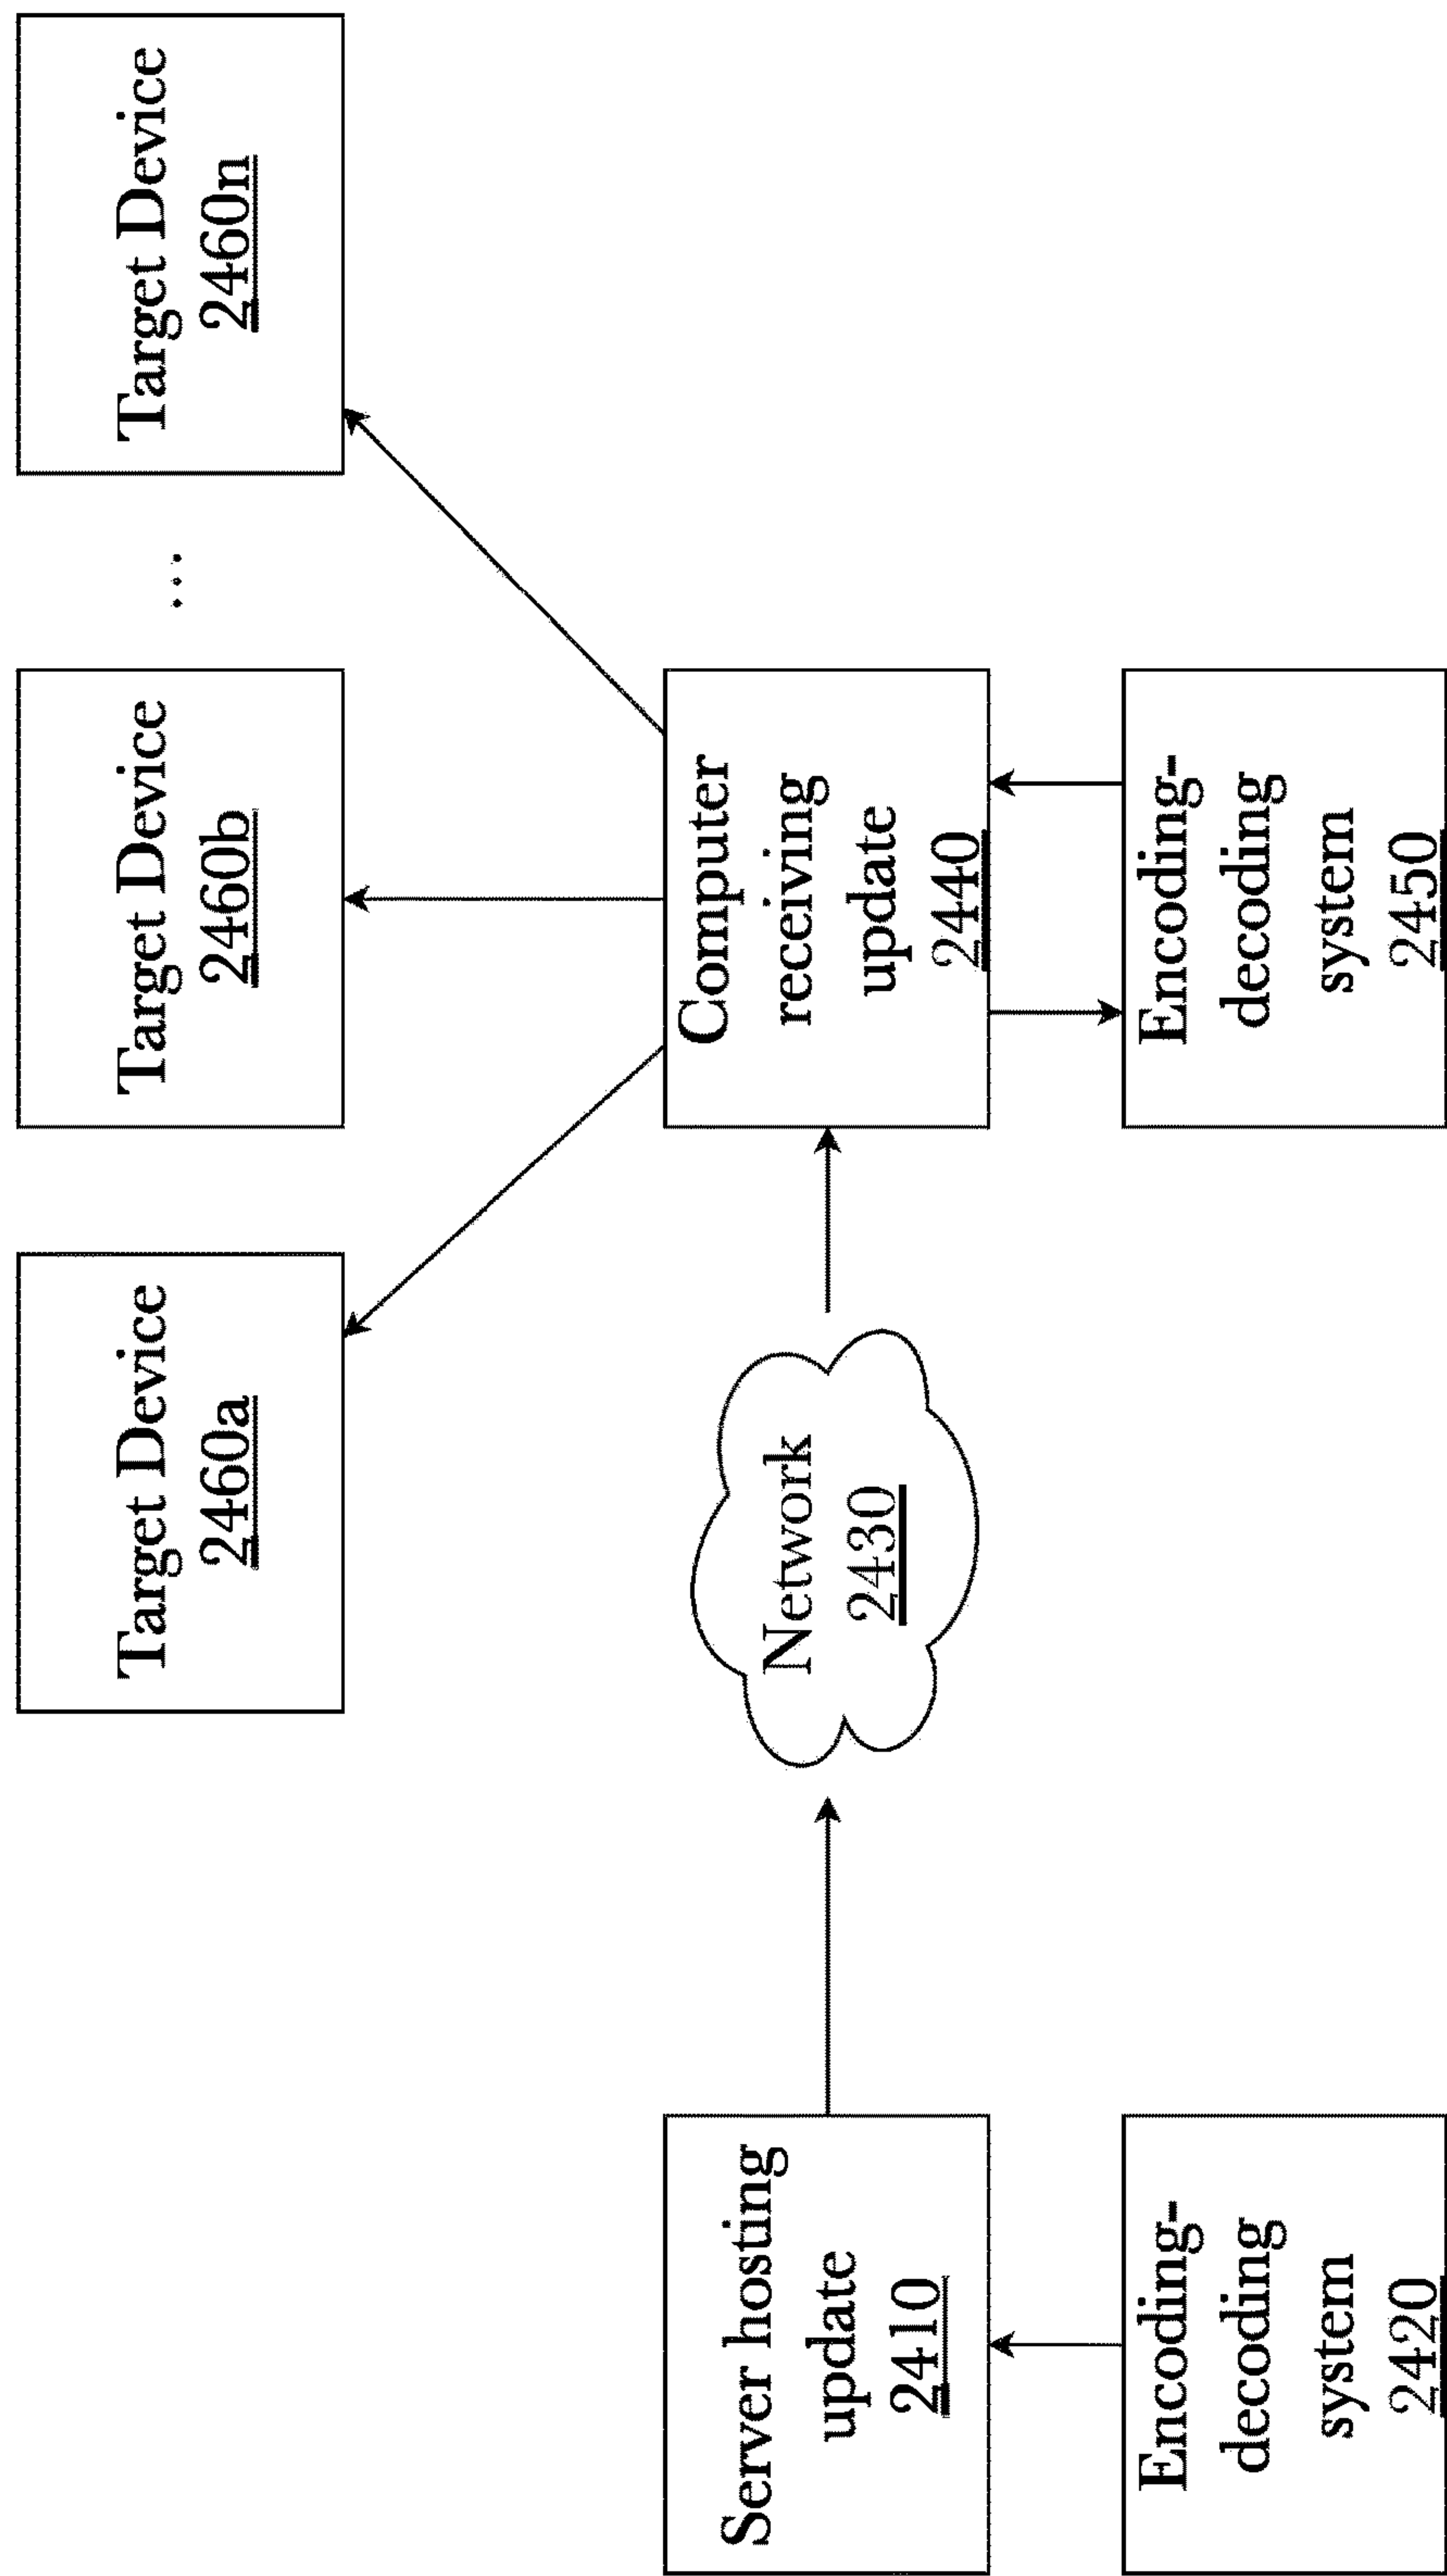 Target Device
2460a
Target Device
2460b
...
Target Device
2460n
Server hosting
update
2410
Network
2430
Computer
receiving
update
2440
Encoding-
decoding
system
2420
Encoding-
decoding
system
2450